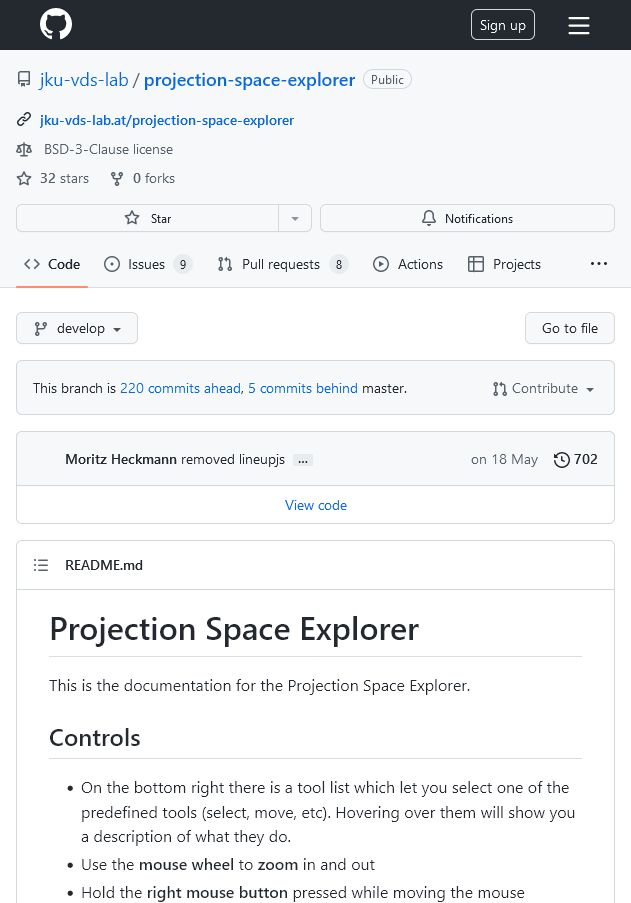 Sign up
jku-vds-lab / projection-space-explorer Public
jku-vds-lab.at/projection-space-explorer
BSD-3-Clause license
32 stars 0 forks
Star Notifications
Code Issues 9 Pull requests 8 Actions Projects ...
develop Go to file
This branch is 220 commits ahead, 5 commits behind master. Contribute
Moritz Heckmann removed lineupjs ... on 18 May 702
View code
README.md
Projection Space Explorer
This is the documentation for the Projection Space Explorer.
Controls
• On the bottom right there is a tool list which let you select one of the
predefined tools (select, move, etc). Hovering over them will show you
a description of what they do.
• Use the mouse wheel to zoom in and out
• Hold the right mouse button pressed while moving the mouse